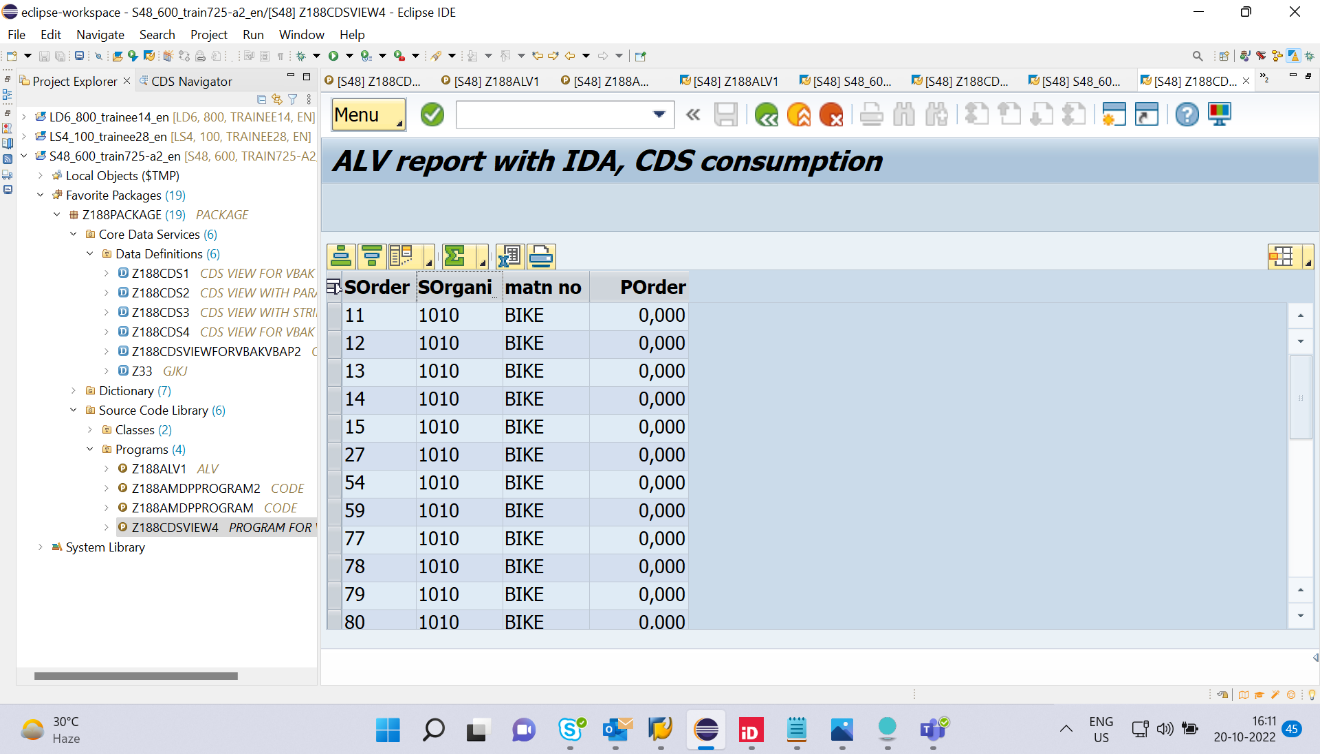 eclipse-workspace - S48_600_train725-a2_en/[S48] Z188CDSVIEW4 - Eclipse IDE
File Edit Navigate Search Project Run Window Help
Project Explorer CDS Navigator
[S48] Z188CD... [S48] Z188ALV1 [S48] Z188A... [S48] Z188ALV1 [S48] S48_60... [S48] Z188CD... [S48] S48_60... [S48] Z188CD... 2
Menu
ALV report with IDA, CDS consumption
LD6_800_trainee14_en [LD6, 800, TRAINEE14, EN]
LS4_100_trainee28_en [LS4, 100, TRAINEE28, EN]
S48_600_train725-a2_en [S48, 600, TRAIN725-A2
Local Objects ($TMP)
Favorite Packages (19)
Z188PACKAGE (19) PACKAGE
Core Data Services (6)
Data Definitions (6)
Z188CDS1 CDS VIEW FOR VBAK
Z188CDS2 CDS VIEW WITH PARA
Z188CDS3 CDS VIEW WITH STRI
Z188CDS4 CDS VIEW FOR VBAK
Z188CDSVIEWFORVBAKVBAP2
Z33 GJKJ
Dictionary (7)
Source Code Library (6)
Classes (2)
Programs (4)
Z188ALV1 ALV
Z188AMDPPROGRAM2 CODE
Z188AMDPPROGRAM CODE
Z188CDSVIEW4 PROGRAM FOR
System Library
SOrder SOrgani matn no POrder
11 1010 BIKE 0,000
12 1010 BIKE 0,000
13 1010 BIKE 0,000
14 1010 BIKE 0,000
15 1010 BIKE 0,000
27 1010 BIKE 0,000
54 1010 BIKE 0,000
59 1010 BIKE 0,000
77 1010 BIKE 0,000
78 1010 BIKE 0,000
79 1010 BIKE 0,000
80 1010 BIKE 0,000
30°C
Haze
iD
ENG
US
16:11
20-10-2022
45